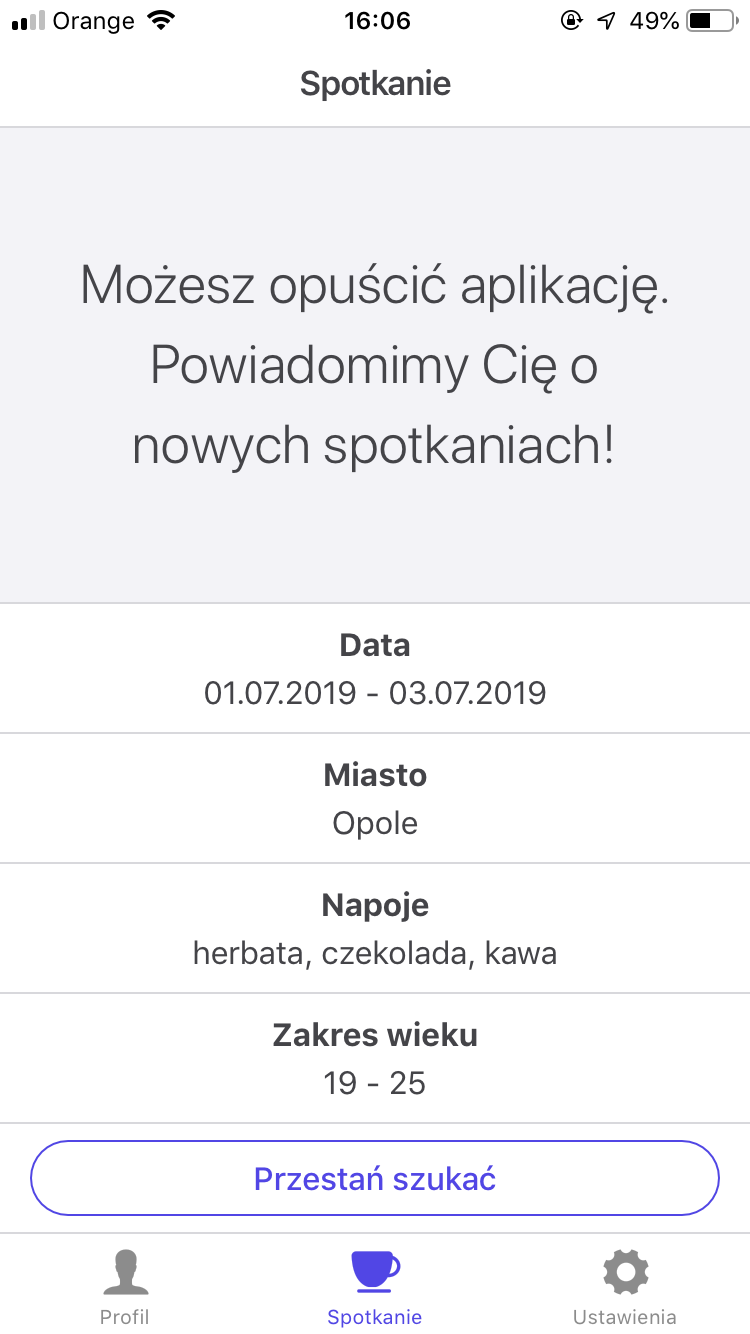 Orange 16:06 49%
Spotkanie
Możesz opuścić aplikację.
Powiadomimy Cię o
nowych spotkaniach!
Data
01.07.2019 - 03.07.2019
Miasto
Opole
Napoje
herbata, czekolada, kawa
Zakres wieku
19 - 25
Przestań szukać
Profil Spotkanie Ustawienia